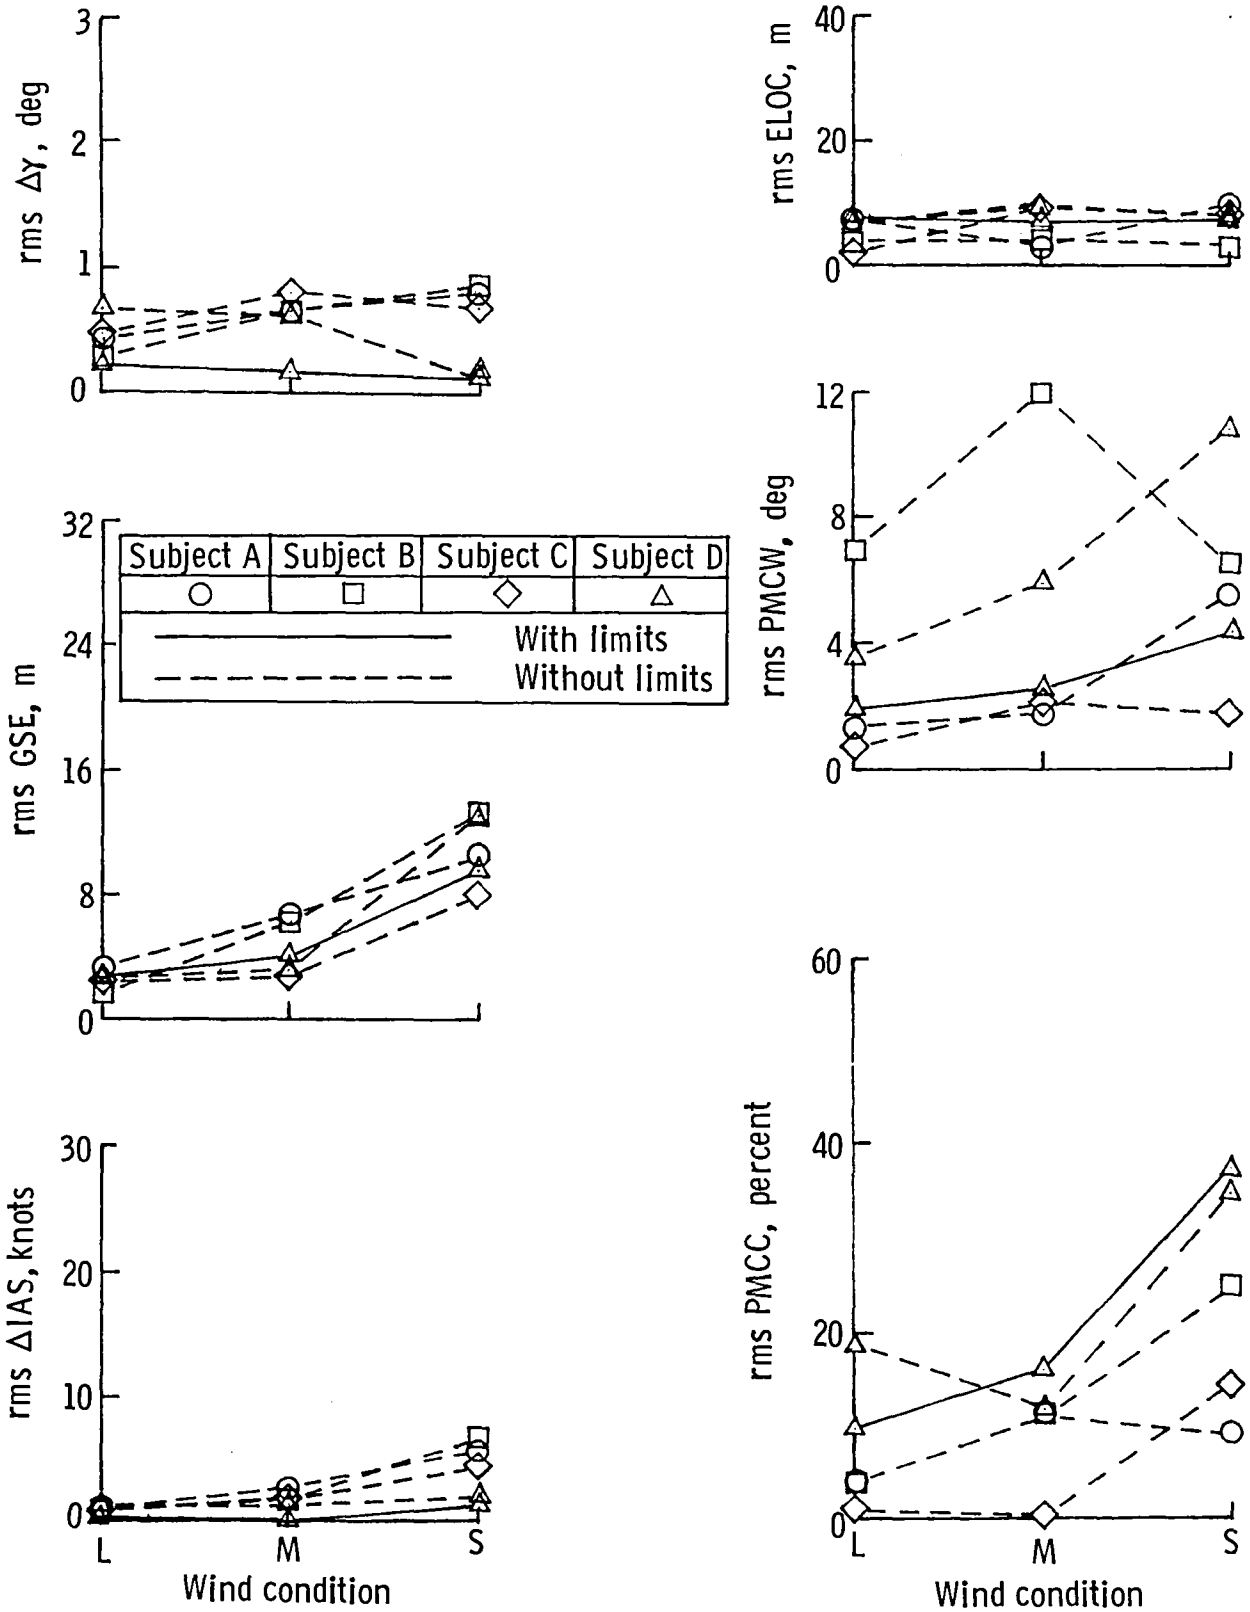 3
2
1
0
rms Δγ, deg
40
20
0
rms ELOC, m
32
24
16
8
0
rms GSE, m
Subject A Subject B Subject C Subject D
With limits
Without limits
12
8
4
0
rms PMCW, deg
30
20
10
0
rms ΔIAS, knots
L M S
Wind condition
60
40
20
0
rms PMCC, percent
L M S
Wind condition